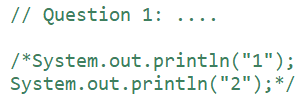 // Question 1: ....
/*System.out.println("1");
System.out.println("2");*/